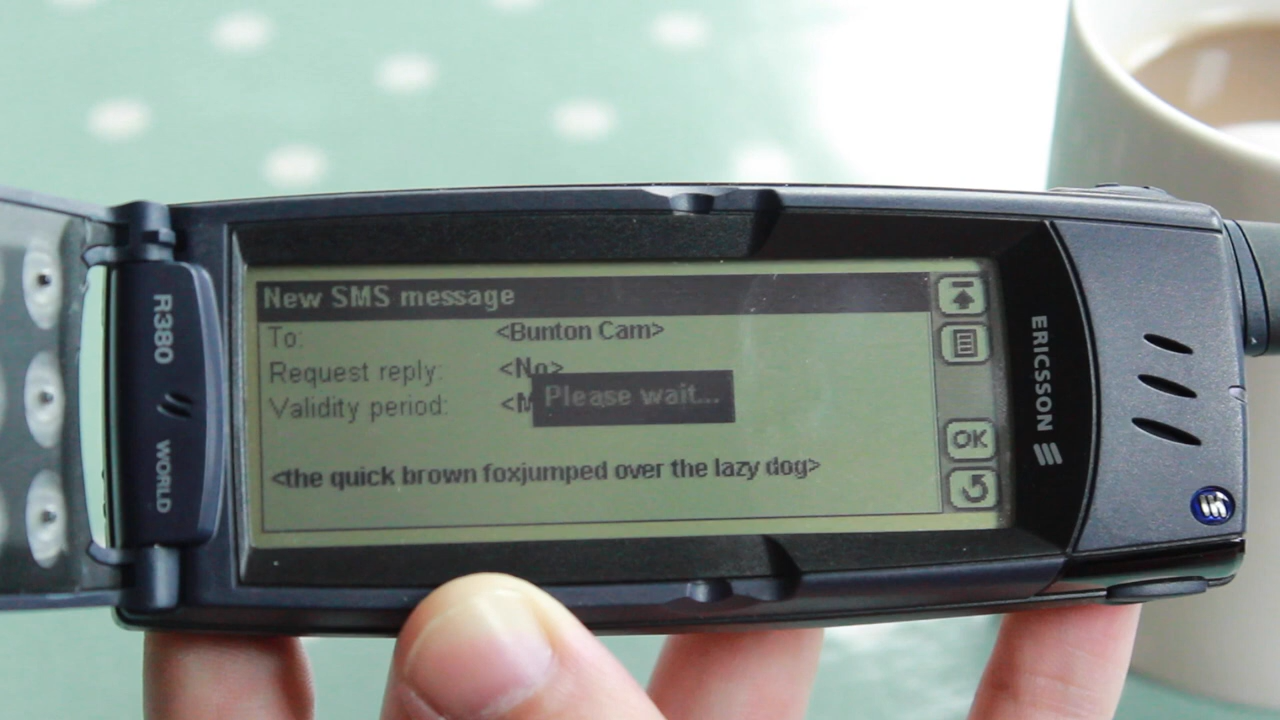 New SMS message
To: <Bunton Cam>
Request reply: <No>
Validity period: <M
Please wait...
<the quick brown foxjumped over the lazy dog>
OK
R380
WORLD
ERICSSON